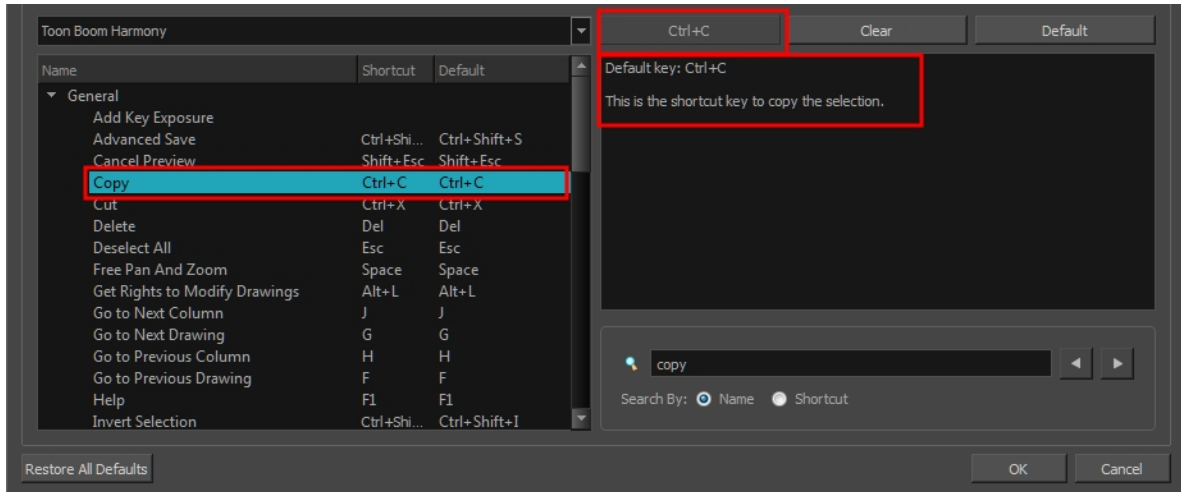 Toon Boom Harmony Ctrl+C Clear Default
Name Shortcut Default
General
Add Key Exposure
Advanced Save Ctrl+Shi... Ctrl+Shift+S
Cancel Preview Shift+Esc Shift+Esc
Copy Ctrl+C Ctrl+C
Cut Ctrl+X Ctrl+X
Delete Del Del
Deselect All Esc Esc
Free Pan And Zoom Space Space
Get Rights to Modify Drawings Alt+L Alt+L
Go to Next Column J J
Go to Next Drawing G G
Go to Previous Column H H
Go to Previous Drawing F F
Help F1 F1
Invert Selection Ctrl+Shi... Ctrl+Shift+I
Default key: Ctrl+C
This is the shortcut key to copy the selection.
copy
Search By: Name Shortcut
Restore All Defaults OK Cancel